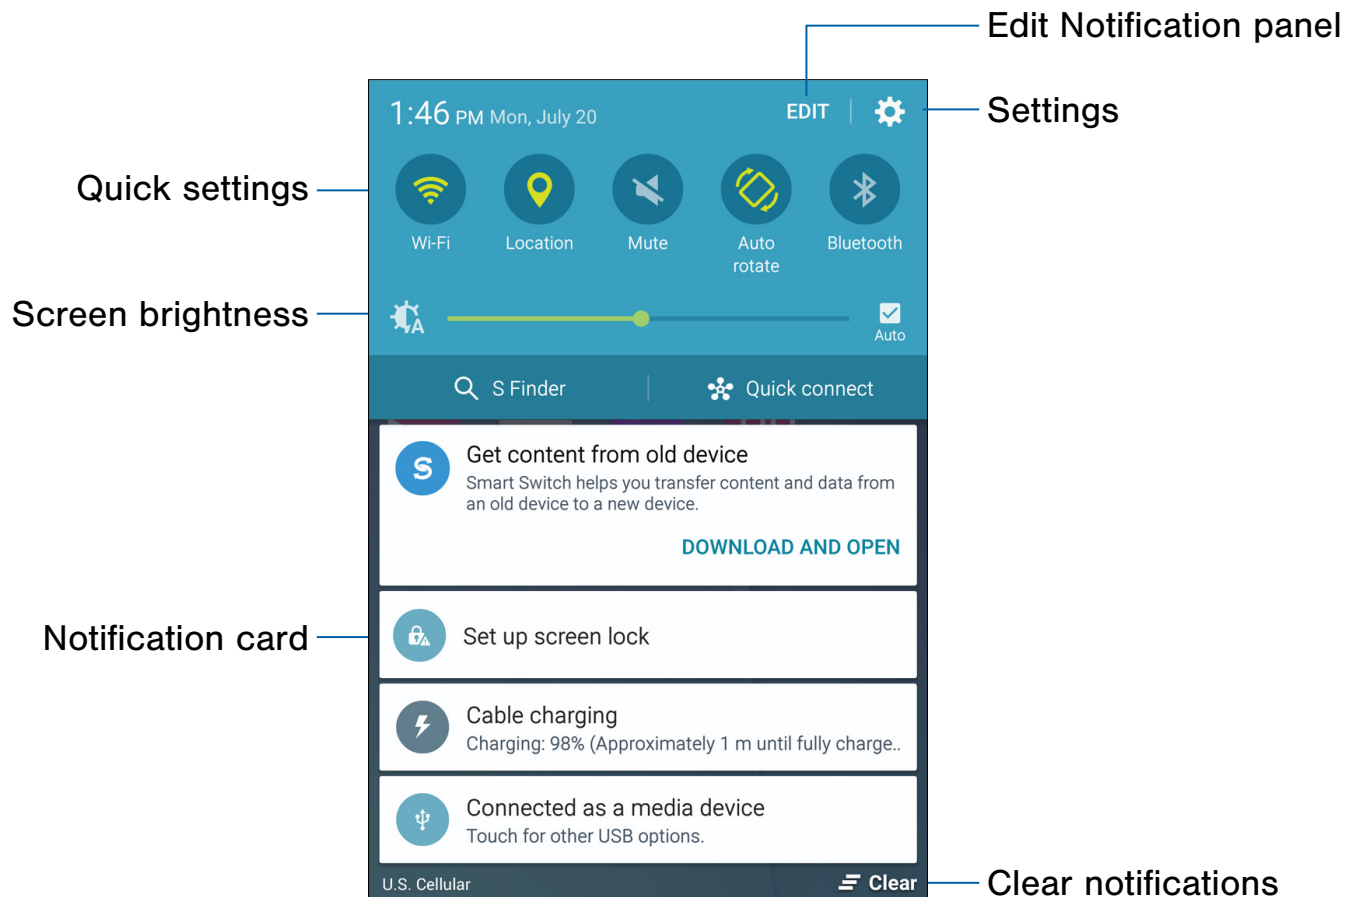 Edit Notification panel
1:46 PM Mon, July 20
EDIT
Settings
Quick settings
Wi-Fi
Location
Mute
Auto
rotate
Bluetooth
Screen brightness
A
Auto
S Finder
Quick connect
S
Get content from old device
Smart Switch helps you transfer content and data from
an old device to a new device.
DOWNLOAD AND OPEN
Notification card
Set up screen lock
Cable charging
Charging: 98% (Approximately 1 m until fully charge..
Connected as a media device
Touch for other USB options.
U.S. Cellular
Clear
Clear notifications